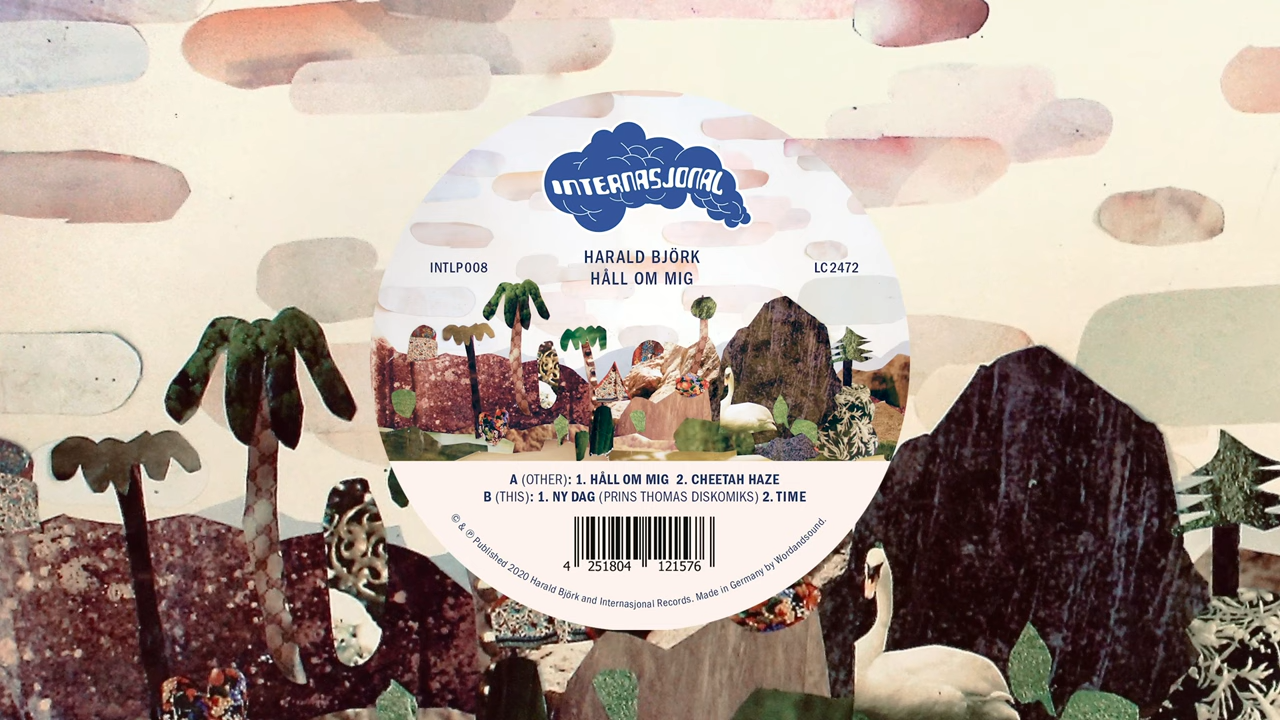 INTERNASJONAL
HARALD BJÖRK
HÅLL OM MIG
INTLP008
LC2472
A (OTHER): 1. HÅLL OM MIG 2. CHEETAH HAZE
B (THIS): 1. NY DAG (PRINS THOMAS DISKOMIKS) 2. TIME
4 251804 121576
© & ℗ Published 2020 Harald Björk and Internasjonal Records. Made in Germany by Wordandsound.